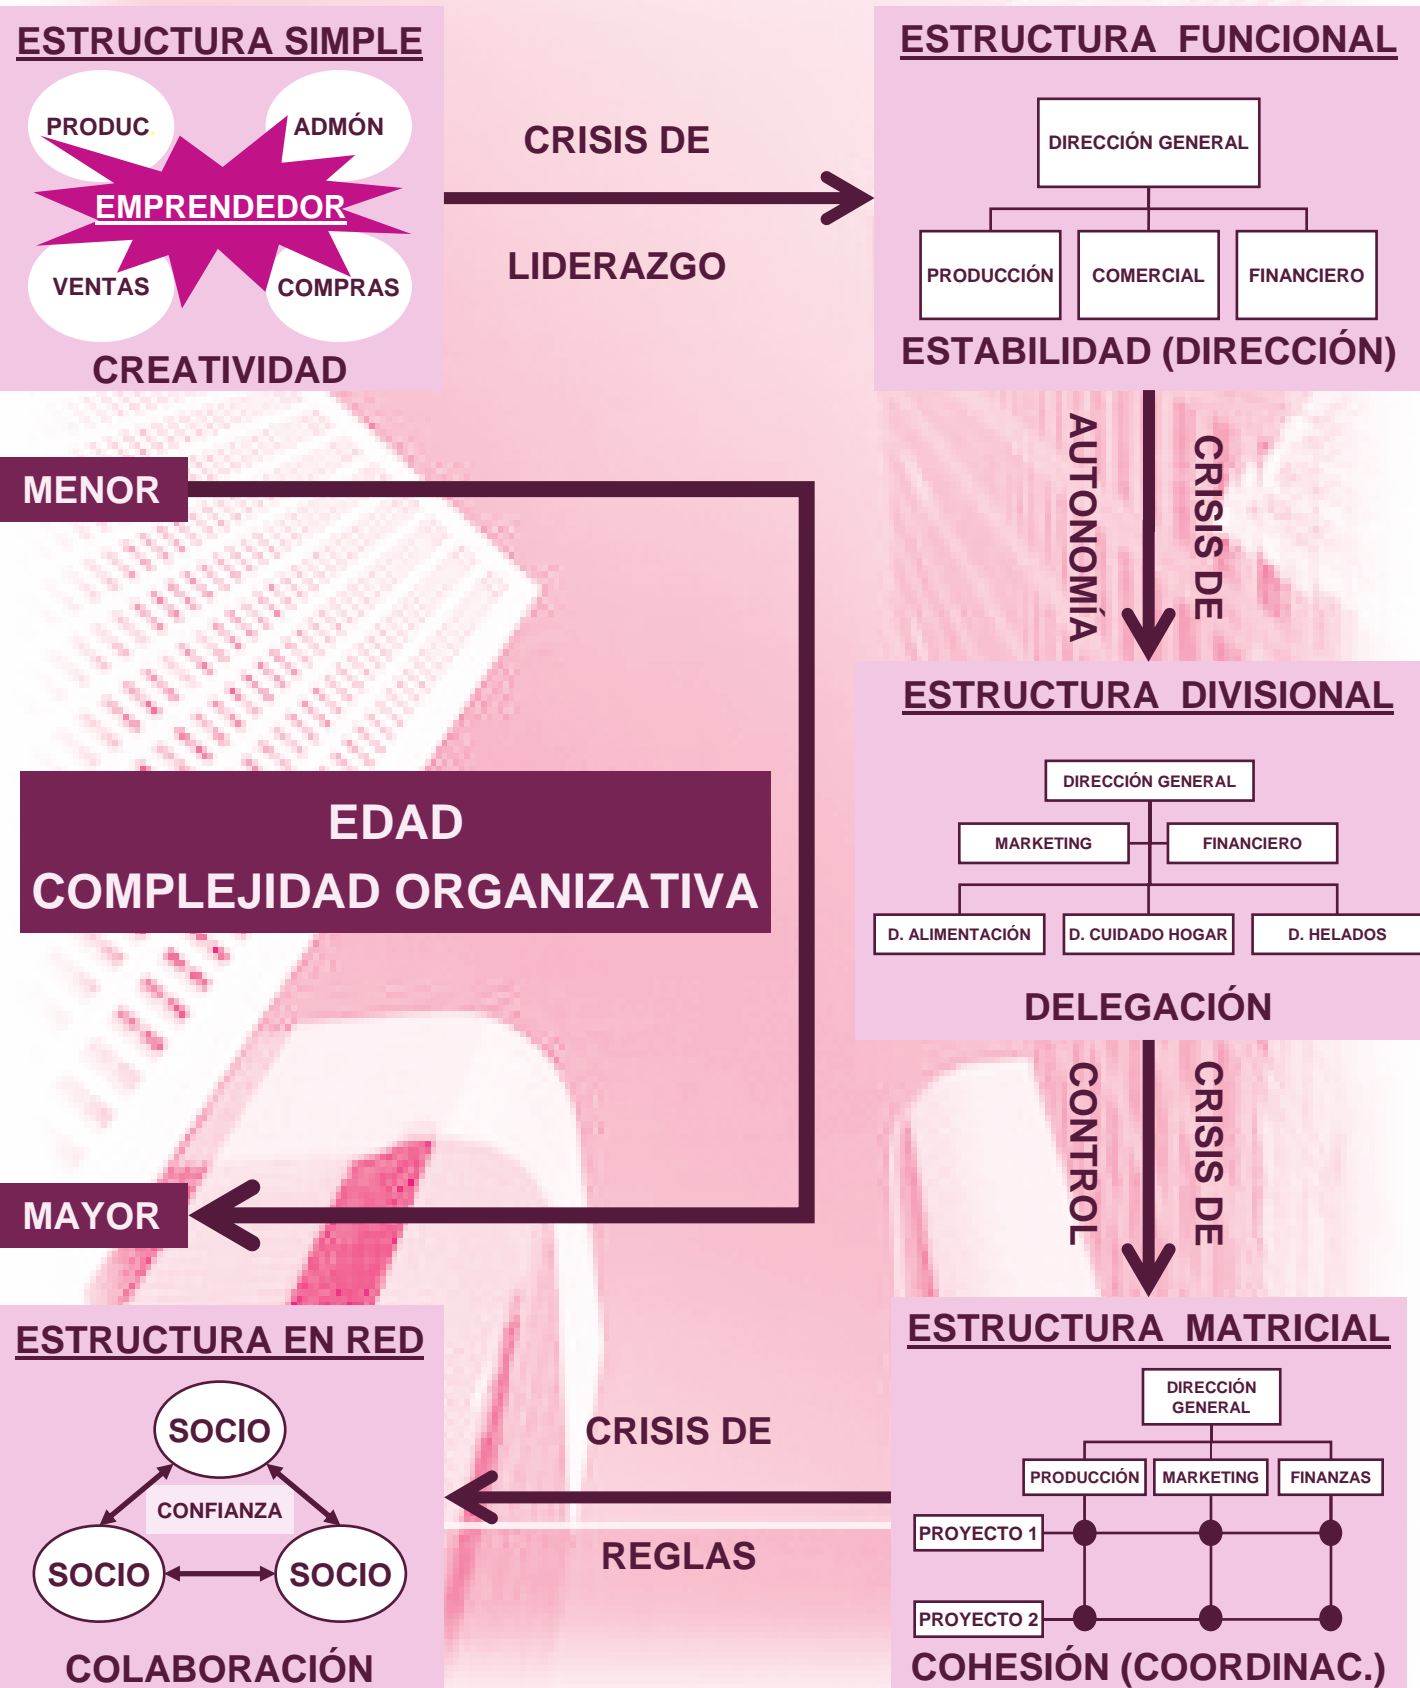 ESTRUCTURA SIMPLE
PRODUC.
ADMÓN
EMPRENDEDOR
VENTAS
COMPRAS
CREATIVIDAD
CRISIS DE
LIDERAZGO
ESTRUCTURA FUNCIONAL
DIRECCIÓN GENERAL
PRODUCCIÓN
COMERCIAL
FINANCIERO
ESTABILIDAD (DIRECCIÓN)
CRISIS DE
AUTONOMÍA
MENOR
EDAD
COMPLEJIDAD ORGANIZATIVA
MAYOR
ESTRUCTURA DIVISIONAL
DIRECCIÓN GENERAL
MARKETING
FINANCIERO
D. ALIMENTACIÓN
D. CUIDADO HOGAR
D. HELADOS
DELEGACIÓN
CRISIS DE
CONTROL
ESTRUCTURA MATRICIAL
DIRECCIÓN
GENERAL
PRODUCCIÓN
MARKETING
FINANZAS
PROYECTO 1
PROYECTO 2
COHESIÓN (COORDINAC.)
CRISIS DE
REGLAS
ESTRUCTURA EN RED
SOCIO
CONFIANZA
SOCIO
SOCIO
COLABORACIÓN